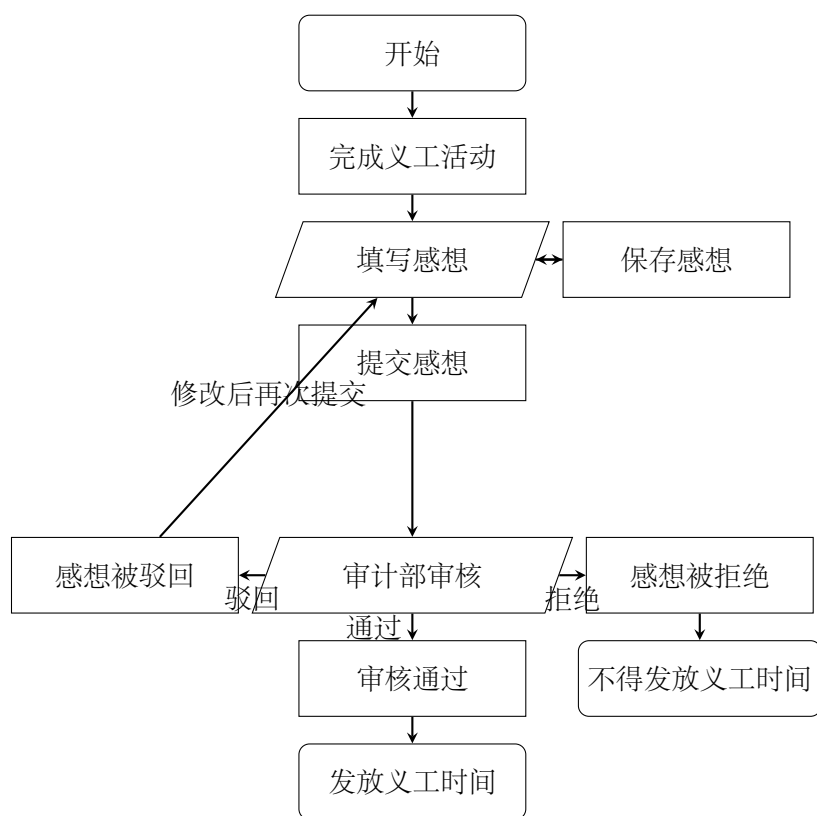 开始
完成义工活动
填写感想
保存感想
提交感想
修改后再次提交
感想被驳回
驳回
审计部审核
拒绝
感想被拒绝
通过
审核通过
不得发放义工时间
发放义工时间